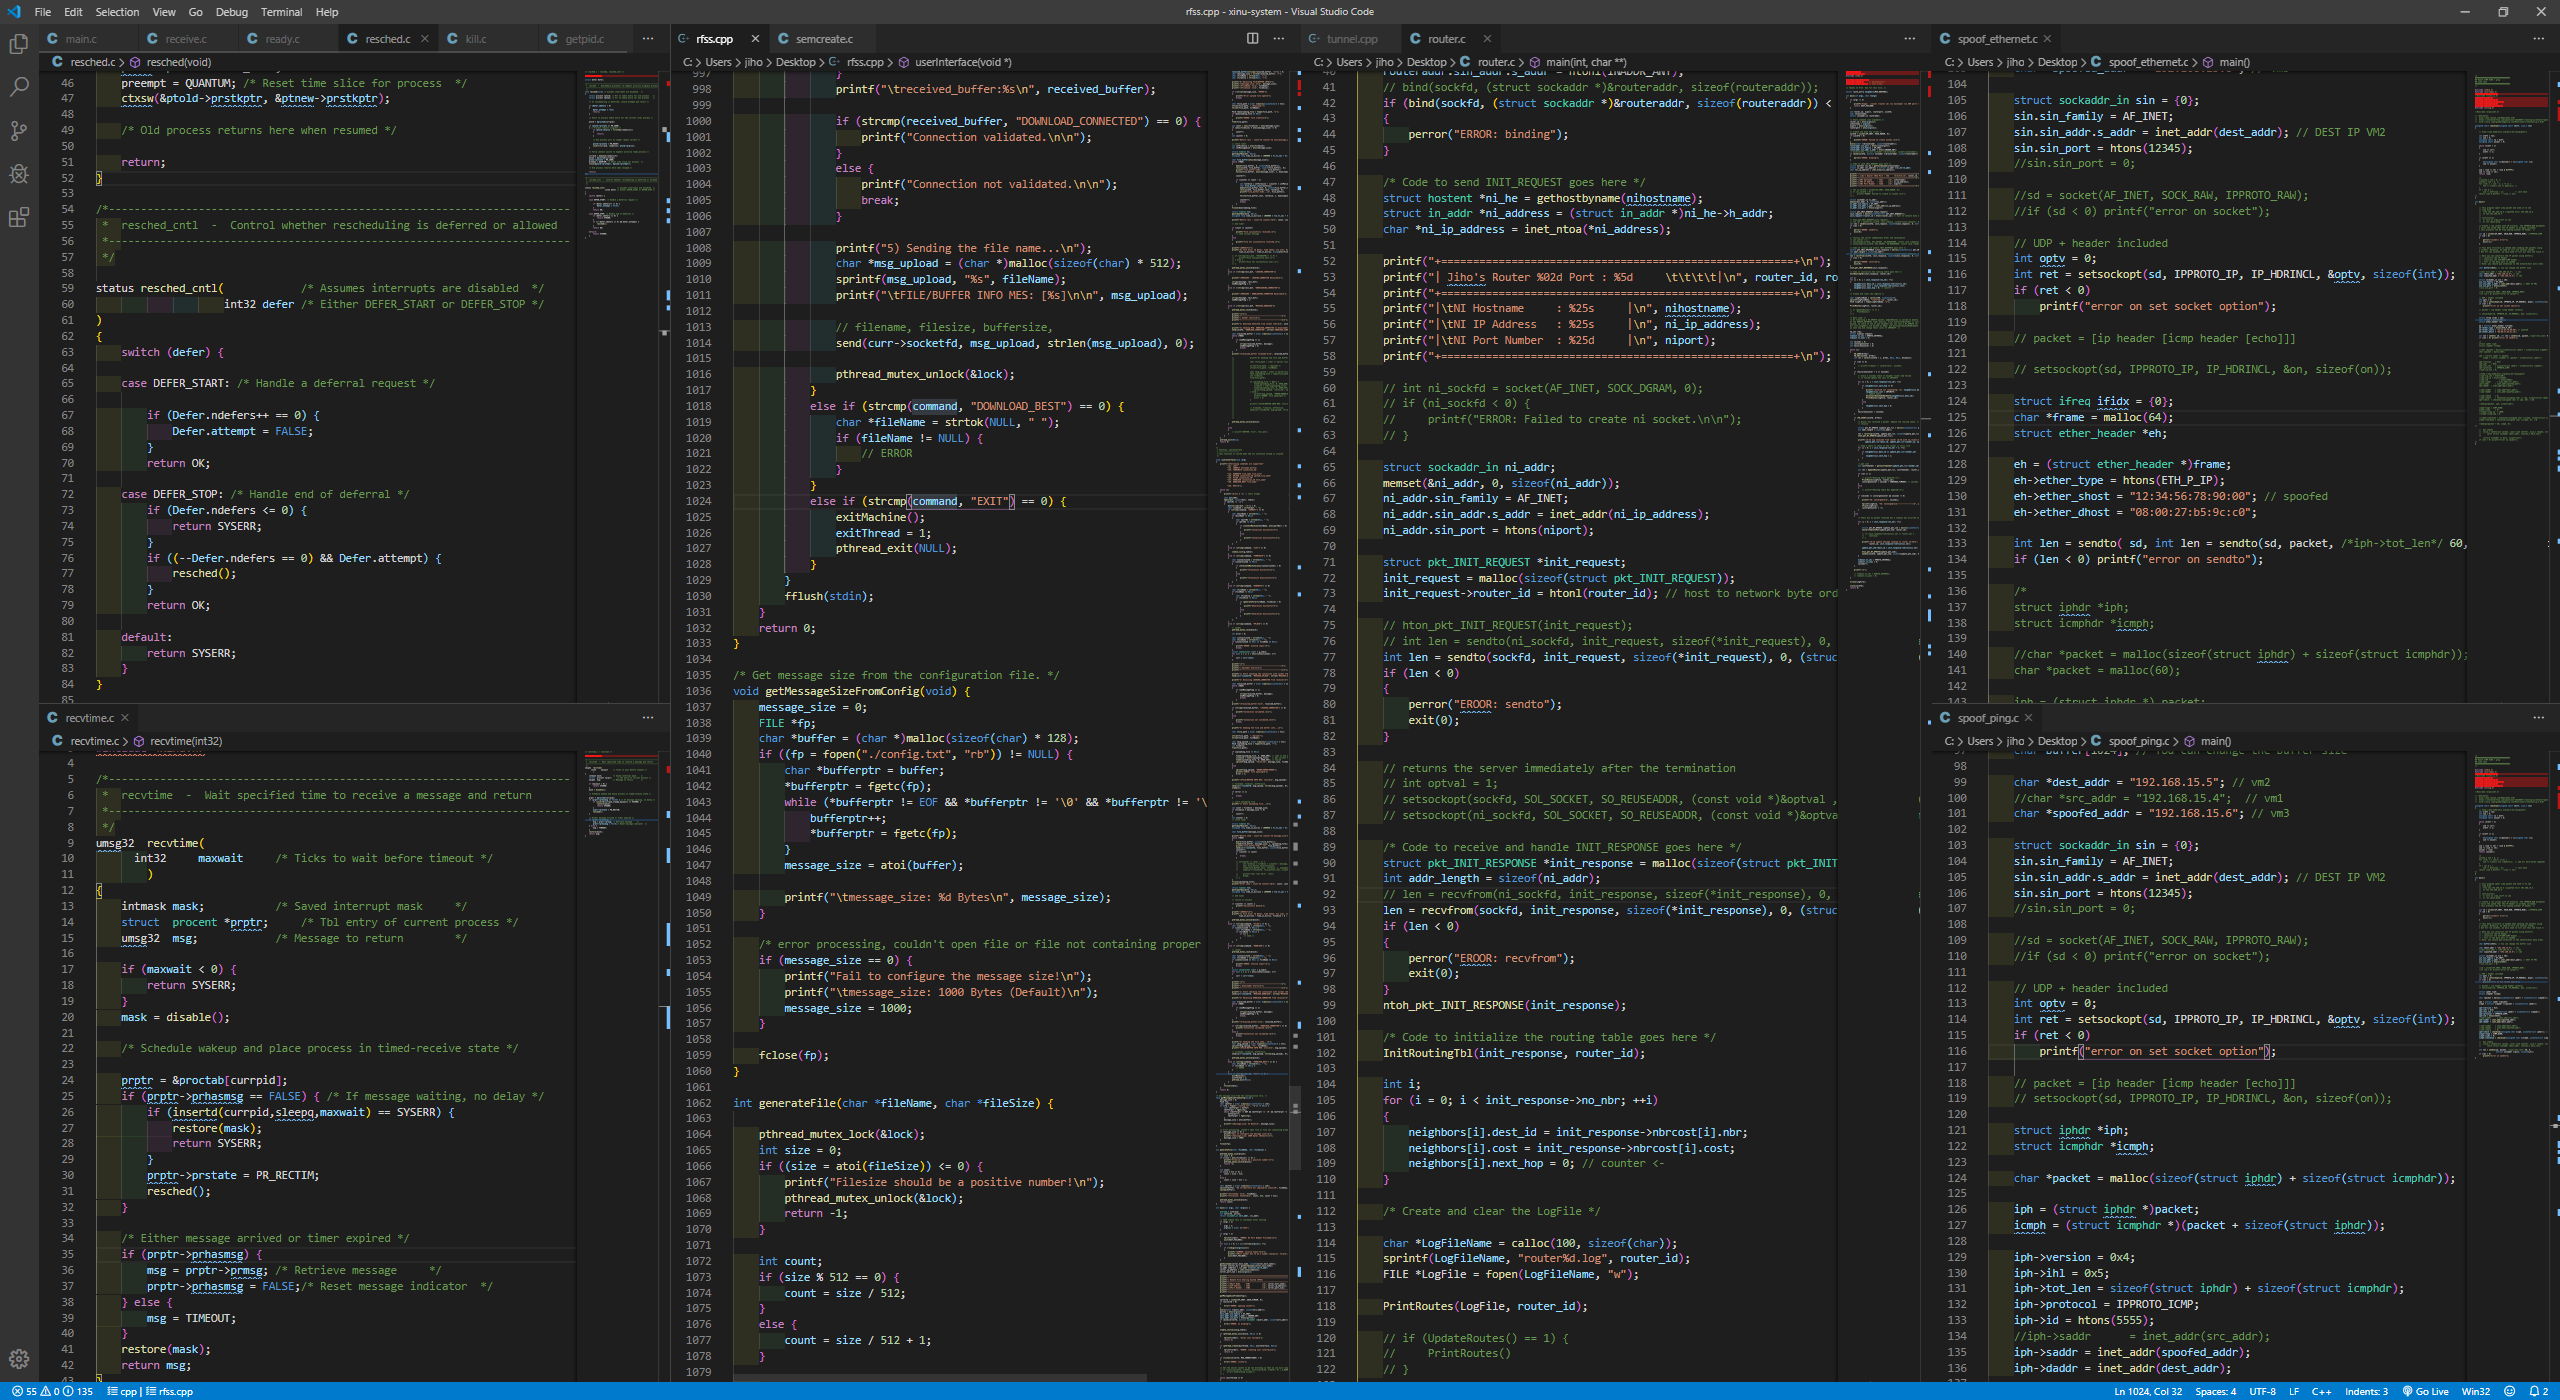 File Edit Selection View Go Debug Terminal Help
rfss.cpp - xinu-system - Visual Studio Code
main.c receive.c ready.c resched.c kill.c getpid.c
resched.c > resched(void)
46 preempt = QUANTUM; /* Reset time slice for process */
47 ctxsw(&ptold->prstkptr, &ptnew->prstkptr);
48
49 /* Old process returns here when resumed */
50
51 return;
52 }
53
54 /*------------------------------------------------------------------------
55 * resched_cntl - Control whether rescheduling is deferred or allowed
56 *------------------------------------------------------------------------
57 */
58
59 status resched_cntl( /* Assumes interrupts are disabled */
60 int32 defer /* Either DEFER_START or DEFER_STOP */
61 )
62 {
63 switch (defer) {
64
65 case DEFER_START: /* Handle a deferral request */
66
67 if (Defer.ndefers++ == 0) {
68 Defer.attempt = FALSE;
69 }
70 return OK;
71
72 case DEFER_STOP: /* Handle end of deferral */
73 if (Defer.ndefers <= 0) {
74 return SYSERR;
75 }
76 if ((--Defer.ndefers == 0) && Defer.attempt) {
77 resched();
78 }
79 return OK;
80
81 default:
82 return SYSERR;
83 }
84 }
85
recvtime.c
recvtime.c > recvtime(int32)
4
5 /*------------------------------------------------------------------------
6 * recvtime - Wait specified time to receive a message and return
7 *------------------------------------------------------------------------
8 */
9 umsg32 recvtime(
10 int32 maxwait /* Ticks to wait before timeout */
11 )
12 {
13 intmask mask; /* Saved interrupt mask */
14 struct procent *prptr; /* Tbl entry of current process */
15 umsg32 msg; /* Message to return */
16
17 if (maxwait < 0) {
18 return SYSERR;
19 }
20 mask = disable();
21
22 /* Schedule wakeup and place process in timed-receive state */
23
24 prptr = &proctab[currpid];
25 if (prptr->prhasmsg == FALSE) { /* If message waiting, no delay */
26 if (insertd(currpid,sleepq,maxwait) == SYSERR) {
27 restore(mask);
28 return SYSERR;
29 }
30 prptr->prstate = PR_RECTIM;
31 resched();
32 }
33
34 /* Either message arrived or timer expired */
35 if (prptr->prhasmsg) {
36 msg = prptr->prmsg; /* Retrieve message */
37 prptr->prhasmsg = FALSE;/* Reset message indicator */
38 } else {
39 msg = TIMEOUT;
40 }
41 restore(mask);
42 return msg;
43 }
rfss.cpp semcreate.c
C: > Users > jiho > Desktop > rfss.cpp > userInterface(void *)
997 }
998 printf("\treceived_buffer:%s\n", received_buffer);
999
1000 if (strcmp(received_buffer, "DOWNLOAD_CONNECTED") == 0) {
1001 printf("Connection validated.\n\n");
1002 }
1003 else {
1004 printf("Connection not validated.\n\n");
1005 break;
1006 }
1007
1008 printf("5) Sending the file name...\n");
1009 char *msg_upload = (char *)malloc(sizeof(char) * 512);
1010 sprintf(msg_upload, "%s", fileName);
1011 printf("\tFILE/BUFFER INFO MES: [%s]\n\n", msg_upload);
1012
1013 // filename, filesize, buffersize,
1014 send(curr->socketfd, msg_upload, strlen(msg_upload), 0);
1015
1016 pthread_mutex_unlock(&lock);
1017 }
1018 else if (strcmp(command, "DOWNLOAD_BEST") == 0) {
1019 char *fileName = strtok(NULL, " ");
1020 if (fileName != NULL) {
1021 // ERROR
1022 }
1023 }
1024 else if (strcmp(command, "EXIT") == 0) {
1025 exitMachine();
1026 exitThread = 1;
1027 pthread_exit(NULL);
1028 }
1029 }
1030 fflush(stdin);
1031 }
1032 return 0;
1033 }
1034
1035 /* Get message size from the configuration file. */
1036 void getMessageSizeFromConfig(void) {
1037 message_size = 0;
1038 FILE *fp;
1039 char *buffer = (char *)malloc(sizeof(char) * 128);
1040 if ((fp = fopen("./config.txt", "rb")) != NULL) {
1041 char *bufferptr = buffer;
1042 *bufferptr = fgetc(fp);
1043 while (*bufferptr != EOF && *bufferptr != '\0' && *bufferptr != '\
1044 bufferptr++;
1045 *bufferptr = fgetc(fp);
1046 }
1047 message_size = atoi(buffer);
1048
1049 printf("\tmessage_size: %d Bytes\n", message_size);
1050 }
1051
1052 /* error processing, couldn't open file or file not containing proper
1053 if (message_size == 0) {
1054 printf("Fail to configure the message size!\n");
1055 printf("\tmessage_size: 1000 Bytes (Default)\n");
1056 message_size = 1000;
1057 }
1058
1059 fclose(fp);
1060 }
1061
1062 int generateFile(char *fileName, char *fileSize) {
1063
1064 pthread_mutex_lock(&lock);
1065 int size = 0;
1066 if ((size = atoi(fileSize)) <= 0) {
1067 printf("Filesize should be a positive number!\n");
1068 pthread_mutex_unlock(&lock);
1069 return -1;
1070 }
1071
1072 int count;
1073 if (size % 512 == 0) {
1074 count = size / 512;
1075 }
1076 else {
1077 count = size / 512 + 1;
1078 }
1079
tunnel.cpp router.c
C: > Users > jiho > Desktop > router.c > main(int, char **)
40 routeraddr.sin_addr.s_addr = htonl(INADDR_ANY);
41 // bind(sockfd, (struct sockaddr *)&routeraddr, sizeof(routeraddr));
42 if (bind(sockfd, (struct sockaddr *)&routeraddr, sizeof(routeraddr)) <
43 {
44 perror("ERROR: binding");
45 }
46
47 /* Code to send INIT_REQUEST goes here */
48 struct hostent *ni_he = gethostbyname(nihostname);
49 struct in_addr *ni_address = (struct in_addr *)ni_he->h_addr;
50 char *ni_ip_address = inet_ntoa(*ni_address);
51
52 printf("+=======================================================+\n");
53 printf("| Jiho's Router %02d Port : %5d \t\t\t\t|\n", router_id, ro
54 printf("+=======================================================+\n");
55 printf("|\tNI Hostname : %25s |\n", nihostname);
56 printf("|\tNI IP Address : %25s |\n", ni_ip_address);
57 printf("|\tNI Port Number : %25d |\n", niport);
58 printf("+=======================================================+\n");
59
60 // int ni_sockfd = socket(AF_INET, SOCK_DGRAM, 0);
61 // if (ni_sockfd < 0) {
62 // printf("ERROR: Failed to create ni socket.\n\n");
63 // }
64
65 struct sockaddr_in ni_addr;
66 memset(&ni_addr, 0, sizeof(ni_addr));
67 ni_addr.sin_family = AF_INET;
68 ni_addr.sin_addr.s_addr = inet_addr(ni_ip_address);
69 ni_addr.sin_port = htons(niport);
70
71 struct pkt_INIT_REQUEST *init_request;
72 init_request = malloc(sizeof(struct pkt_INIT_REQUEST));
73 init_request->router_id = htonl(router_id); // host to network byte ord
74
75 // hton_pkt_INIT_REQUEST(init_request);
76 // int len = sendto(ni_sockfd, init_request, sizeof(*init_request), 0,
77 int len = sendto(sockfd, init_request, sizeof(*init_request), 0, (struc
78 if (len < 0)
79 {
80 perror("EROOR: sendto");
81 exit(0);
82 }
83
84 // returns the server immediately after the termination
85 // int optval = 1;
86 // setsockopt(sockfd, SOL_SOCKET, SO_REUSEADDR, (const void *)&optval ,
87 // setsockopt(ni_sockfd, SOL_SOCKET, SO_REUSEADDR, (const void *)&optva
88
89 /* Code to receive and handle INIT_RESPONSE goes here */
90 struct pkt_INIT_RESPONSE *init_response = malloc(sizeof(struct pkt_INIT
91 int addr_length = sizeof(ni_addr);
92 // len = recvfrom(ni_sockfd, init_response, sizeof(*init_response), 0,
93 len = recvfrom(sockfd, init_response, sizeof(*init_response), 0, (struc
94 if (len < 0)
95 {
96 perror("EROOR: recvfrom");
97 exit(0);
98 }
99 ntoh_pkt_INIT_RESPONSE(init_response);
100
101 /* Code to initialize the routing table goes here */
102 InitRoutingTbl(init_response, router_id);
103
104 int i;
105 for (i = 0; i < init_response->no_nbr; ++i)
106 {
107 neighbors[i].dest_id = init_response->nbrcost[i].nbr;
108 neighbors[i].cost = init_response->nbrcost[i].cost;
109 neighbors[i].next_hop = 0; // counter <-
110 }
111
112 /* Create and clear the LogFile */
113
114 char *LogFileName = calloc(100, sizeof(char));
115 sprintf(LogFileName, "router%d.log", router_id);
116 FILE *LogFile = fopen(LogFileName, "w");
117
118 PrintRoutes(LogFile, router_id);
119
120 // if (UpdateRoutes() == 1) {
121 // PrintRoutes()
122 // }
spoof_ethernet.c
C: > Users > jiho > Desktop > spoof_ethernet.c > main()
104
105 struct sockaddr_in sin = {0};
106 sin.sin_family = AF_INET;
107 sin.sin_addr.s_addr = inet_addr(dest_addr); // DEST IP VM2
108 sin.sin_port = htons(12345);
109 //sin.sin_port = 0;
110
111 //sd = socket(AF_INET, SOCK_RAW, IPPROTO_RAW);
112 //if (sd < 0) printf("error on socket");
113
114 // UDP + header included
115 int optv = 0;
116 int ret = setsockopt(sd, IPPROTO_IP, IP_HDRINCL, &optv, sizeof(int));
117 if (ret < 0)
118 printf("error on set socket option");
119
120 // packet = [ip header [icmp header [echo]]]
121
122 // setsockopt(sd, IPPROTO_IP, IP_HDRINCL, &on, sizeof(on));
123
124 struct ifreq ifidx = {0};
125 char *frame = malloc(64);
126 struct ether_header *eh;
127
128 eh = (struct ether_header *)frame;
129 eh->ether_type = htons(ETH_P_IP);
130 eh->ether_shost = "12:34:56:78:90:00"; // spoofed
131 eh->ether_dhost = "08:00:27:b5:9c:c0";
132
133 int len = sendto( sd, int len = sendto(sd, packet, /*iph->tot_len*/ 60,
134 if (len < 0) printf("error on sendto");
135
136 /*
137 struct iphdr *iph;
138 struct icmphdr *icmph;
139
140 //char *packet = malloc(sizeof(struct iphdr) + sizeof(struct icmphdr));
141 char *packet = malloc(60);
142
143 iph = (struct iphdr *) packet;
spoof_ping.c
C: > Users > jiho > Desktop > spoof_ping.c > main()
97 char buffer[1024]; // You can change the buffer size
98
99 char *dest_addr = "192.168.15.5"; // vm2
100 //char *src_addr = "192.168.15.4"; // vm1
101 char *spoofed_addr = "192.168.15.6"; // vm3
102
103 struct sockaddr_in sin = {0};
104 sin.sin_family = AF_INET;
105 sin.sin_addr.s_addr = inet_addr(dest_addr); // DEST IP VM2
106 sin.sin_port = htons(12345);
107 //sin.sin_port = 0;
108
109 //sd = socket(AF_INET, SOCK_RAW, IPPROTO_RAW);
110 //if (sd < 0) printf("error on socket");
111
112 // UDP + header included
113 int optv = 0;
114 int ret = setsockopt(sd, IPPROTO_IP, IP_HDRINCL, &optv, sizeof(int));
115 if (ret < 0)
116 printf("error on set socket option");
117
118 // packet = [ip header [icmp header [echo]]]
119 // setsockopt(sd, IPPROTO_IP, IP_HDRINCL, &on, sizeof(on));
120
121 struct iphdr *iph;
122 struct icmphdr *icmph;
123
124 char *packet = malloc(sizeof(struct iphdr) + sizeof(struct icmphdr));
125
126 iph = (struct iphdr *)packet;
127 icmph = (struct icmphdr *)(packet + sizeof(struct iphdr));
128
129 iph->version = 0x4;
130 iph->ihl = 0x5;
131 iph->tot_len = sizeof(struct iphdr) + sizeof(struct icmphdr);
132 iph->protocol = IPPROTO_ICMP;
133 iph->id = htons(5555);
134 //iph->saddr = inet_addr(src_addr);
135 iph->saddr = inet_addr(spoofed_addr);
136 iph->daddr = inet_addr(dest_addr);
55 0 135 cpp | rfss.cpp
Ln 1024, Col 32 Spaces: 4 UTF-8 LF C++ Indents: 3 Go Live Win32 2